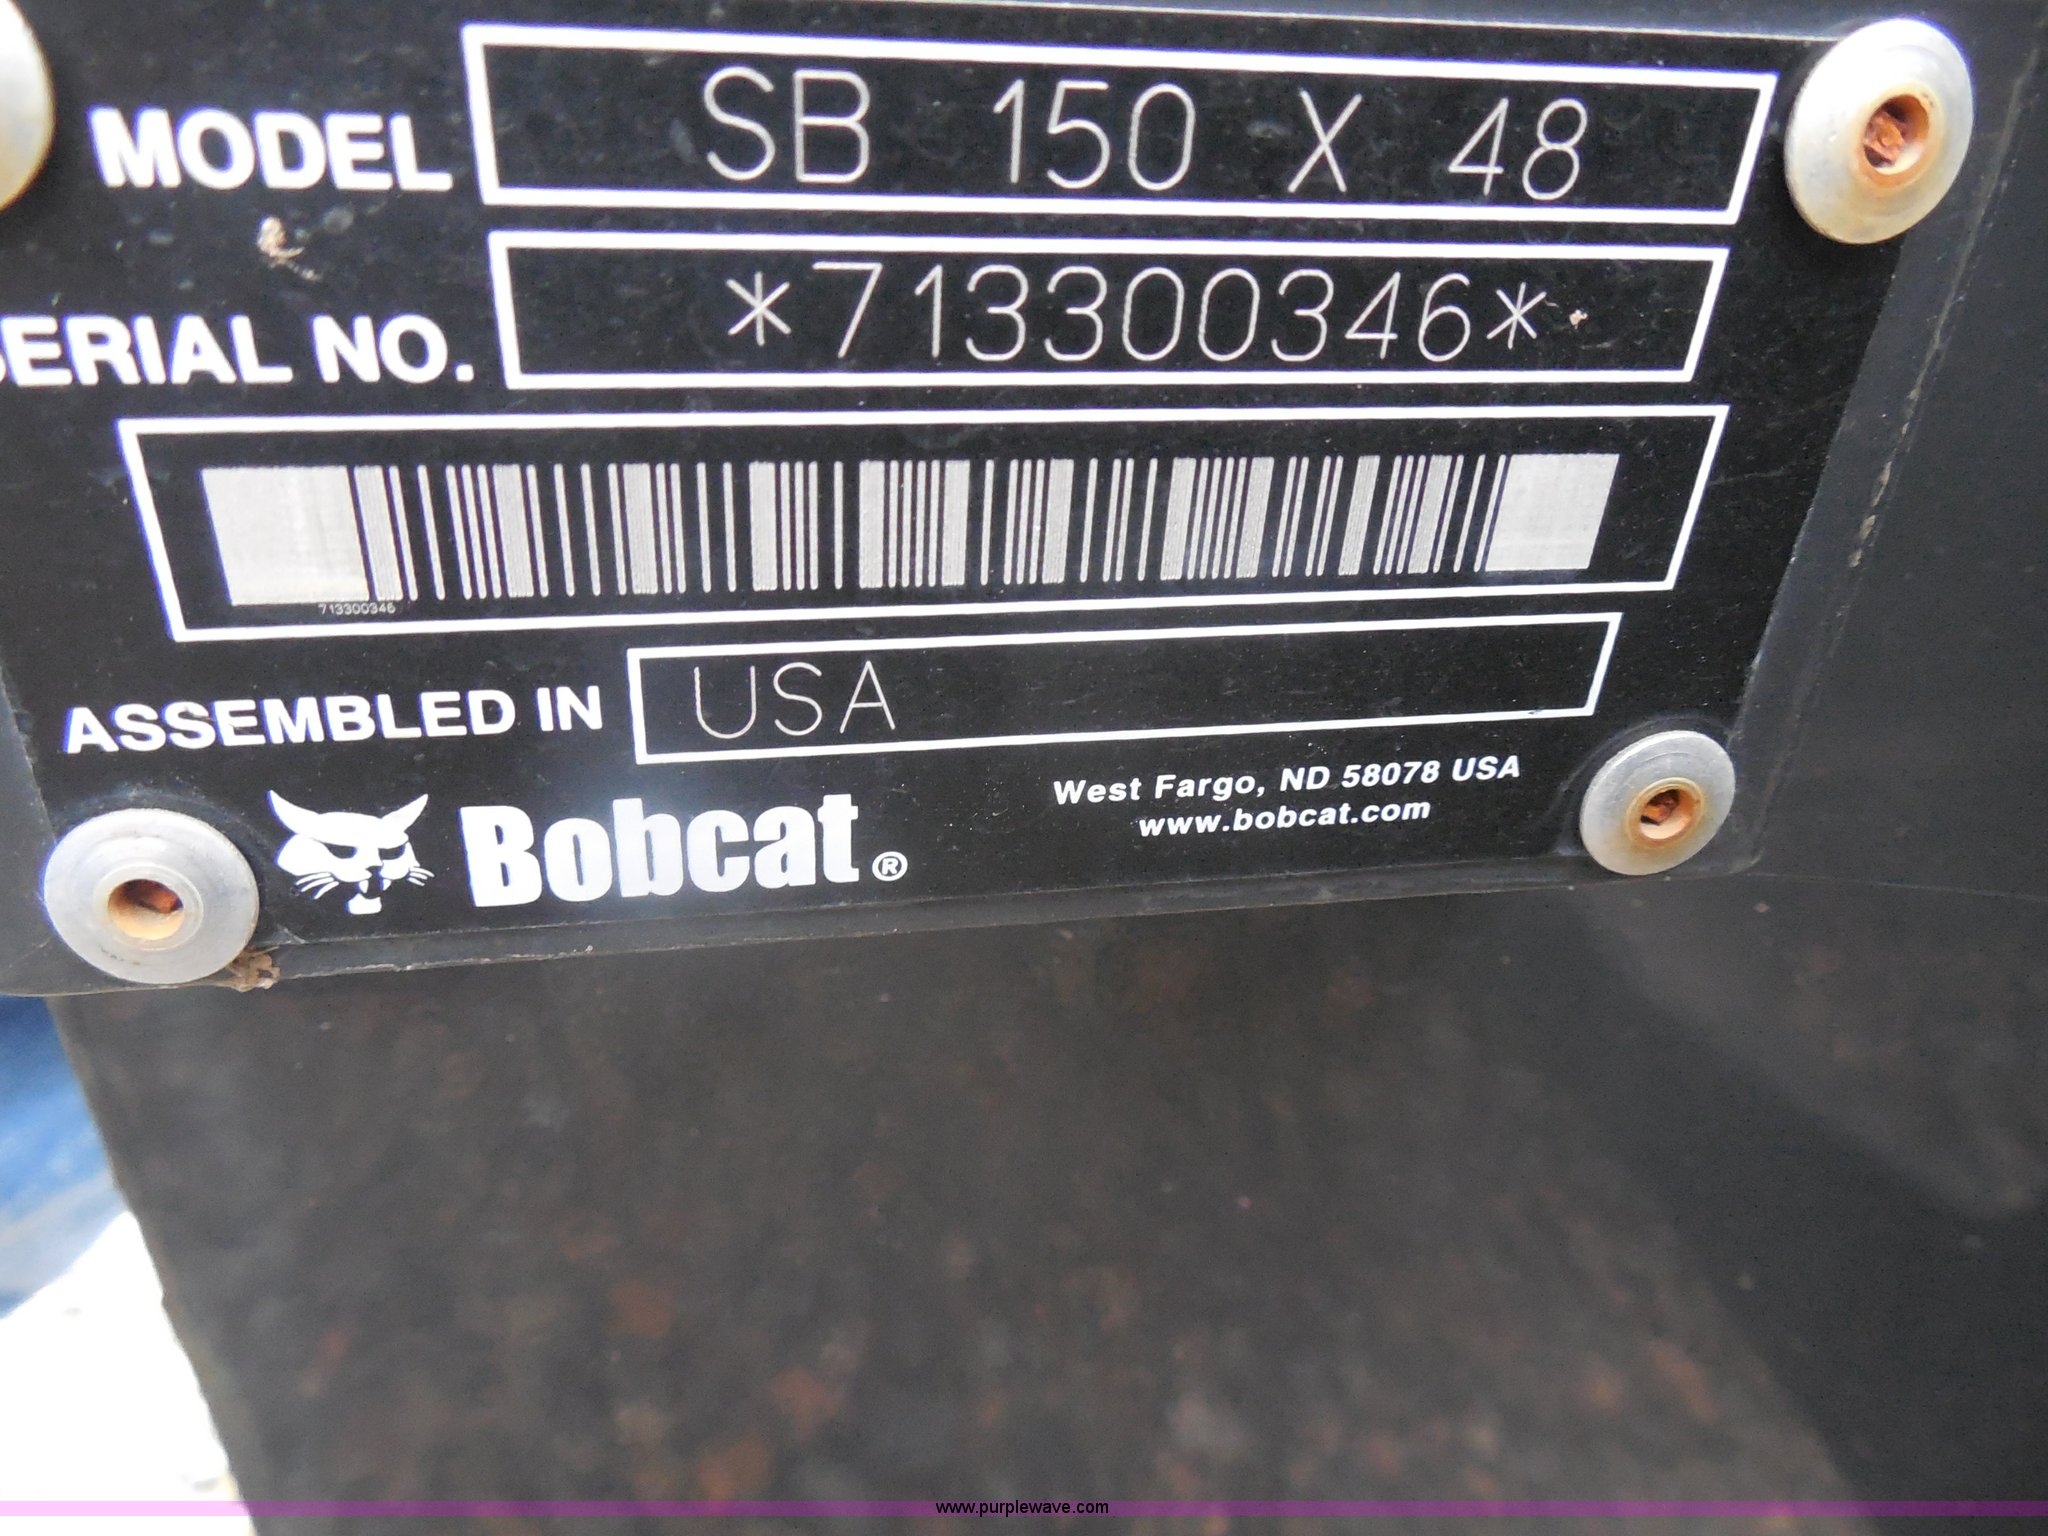 MODEL SB 150 X 48
SERIAL NO. *713300346*
713300346
ASSEMBLED IN USA
Bobcat®
West Fargo, ND 58078 USA
www.bobcat.com
www.purplewave.com